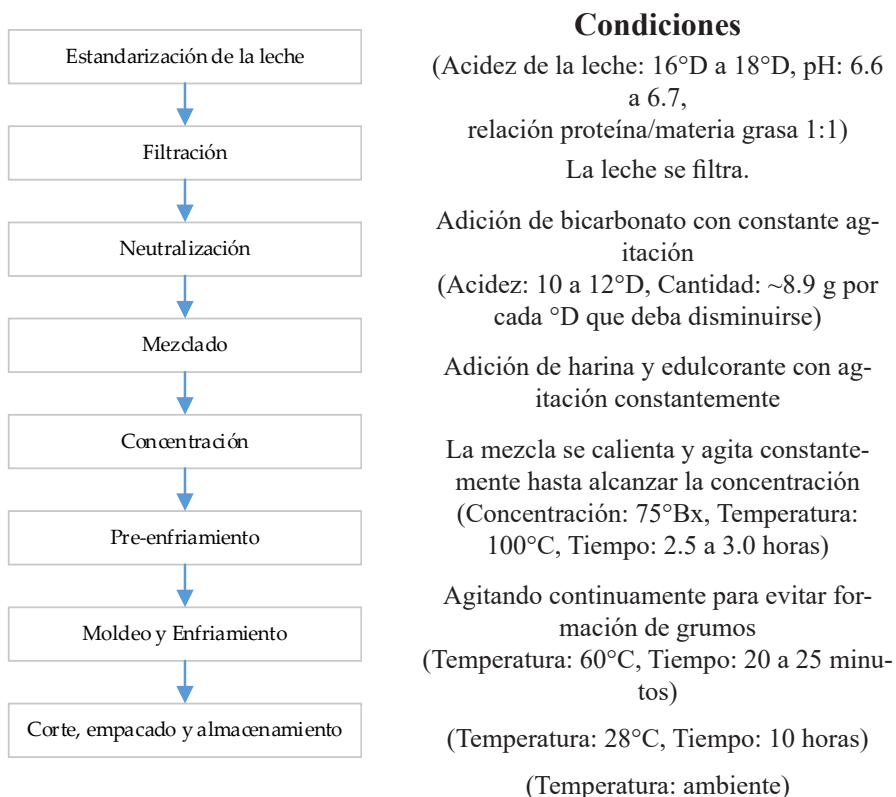 Estandarización de la leche
Filtración
Neutralización
Mezclado
Concentración
Pre-enfriamiento
Moldeo y Enfriamiento
Corte, empacado y almacenamiento
Condiciones
(Acidez de la leche: 16°D a 18°D, pH: 6.6
a 6.7,
relación proteína/materia grasa 1:1)
La leche se filtra.
Adición de bicarbonato con constante ag-
itación
(Acidez: 10 a 12°D, Cantidad: ~8.9 g por
cada °D que deba disminuirse)
Adición de harina y edulcorante con ag-
itación constantemente
La mezcla se calienta y agita constante-
mente hasta alcanzar la concentración
(Concentración: 75°Bx, Temperatura:
100°C, Tiempo: 2.5 a 3.0 horas)
Agitando continuamente para evitar for-
mación de grumos
(Temperatura: 60°C, Tiempo: 20 a 25 minu-
tos)
(Temperatura: 28°C, Tiempo: 10 horas)
(Temperatura: ambiente)